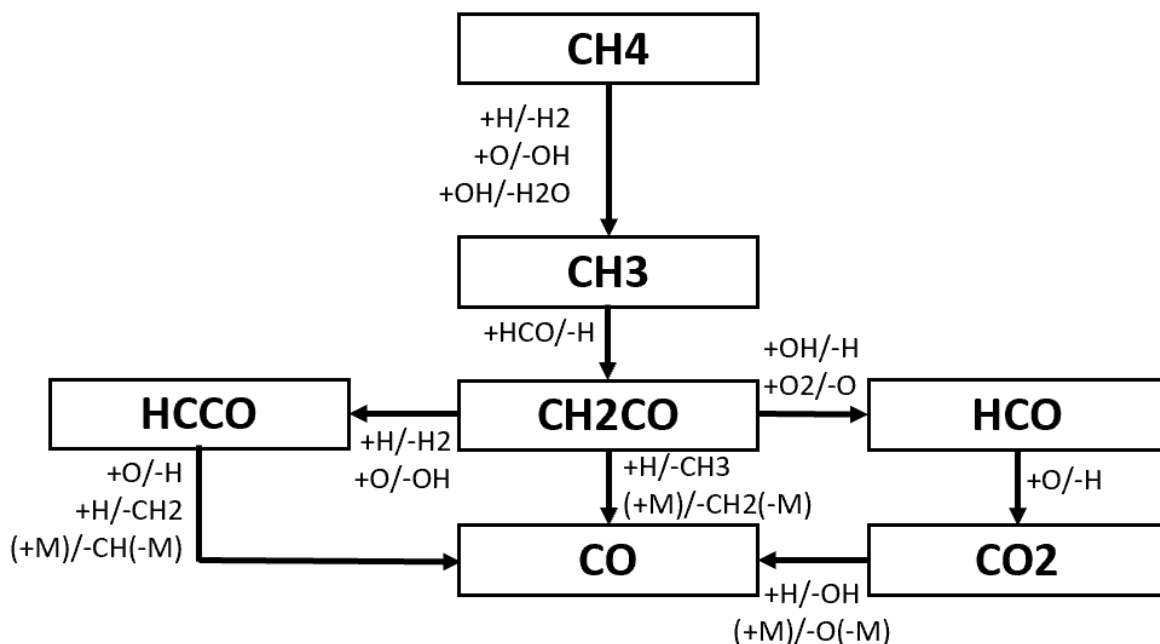 CH4
+H/-H2
+O/-OH
+OH/-H2O
CH3
+HCO/-H
+OH/-H
+O2/-O
HCCO
CH2CO
HCO
+H/-H2
+O/-OH
+O/-H
+H/-CH2
(+M)/-CH(-M)
+H/-CH3
(+M)/-CH2(-M)
+O/-H
CO
CO2
+H/-OH
(+M)/-O(-M)